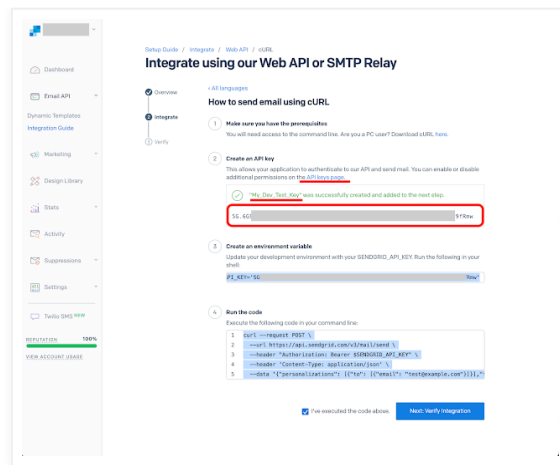 Setup Guide / Integrate / Web API / cURL
Integrate using our Web API or SMTP Relay
Dashboard
Email API
Dynamic Templates
Integration Guide
Marketing
Design Library
Stats
Activity
Suppressions
Settings
Twilio SMS NEW
REPUTATION 100%
VIEW ACCOUNT USAGE
Overview
2 Integrate
3 Verify
‹ All languages
How to send email using cURL
1 Make sure you have the prerequisites
You will need access to the command line. Are you a PC user? Download cURL here.
2 Create an API key
This allows your application to authenticate to our API and send mail. You can enable or disable
additional permissions on the API keys page.
"My_Dev_Test_Key" was successfully created and added to the next step.
SG.6G 9fRmw
3 Create an environment variable
Update your development environment with your SENDGRID_API_KEY. Run the following in your
shell:
PI_KEY='SG Rmw'
4 Run the code
Execute the following code in your command line:
1 curl --request POST \
2 --url https://api.sendgrid.com/v3/mail/send \
3 --header "Authorization: Bearer $SENDGRID_API_KEY" \
4 --header 'Content-Type: application/json' \
5 --data '{"personalizations": [{"to": [{"email": "test@example.com"}]}],"
I've executed the code above.
Next: Verify Integration